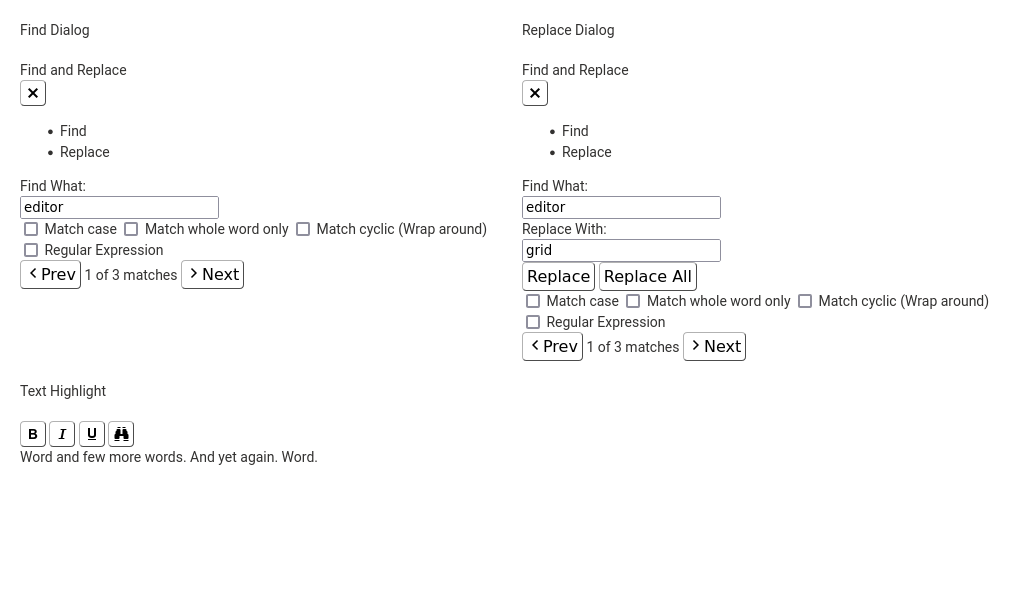 Find Dialog
Find and Replace
Find
Replace
Find What:
editor
Match case Match whole word only Match cyclic (Wrap around)
Regular Expression
Prev 1 of 3 matches Next
Replace Dialog
Find and Replace
Find
Replace
Find What:
editor
Replace With:
grid
Replace Replace All
Match case Match whole word only Match cyclic (Wrap around)
Regular Expression
Prev 1 of 3 matches Next
Text Highlight
B I U
Word and few more words. And yet again. Word.